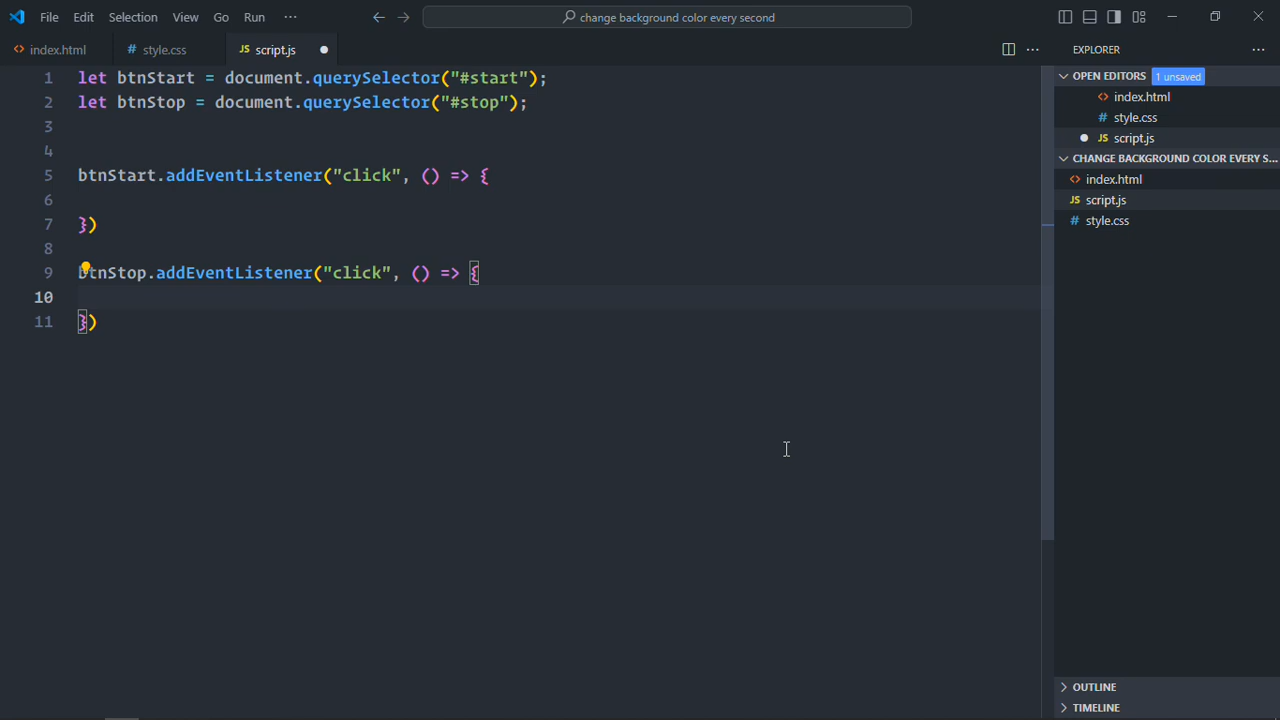 File Edit Selection View Go Run ···
change background color every second
index.html
# style.css
JS script.js
EXPLORER
OPEN EDITORS 1 unsaved
index.html
# style.css
JS script.js
CHANGE BACKGROUND COLOR EVERY S...
index.html
JS script.js
# style.css
1 let btnStart = document.querySelector("#start");
2 let btnStop = document.querySelector("#stop");
3
4
5 btnStart.addEventListener("click", () => {
6
7 })
8
9 btnStop.addEventListener("click", () => {
10
11 })
OUTLINE
TIMELINE